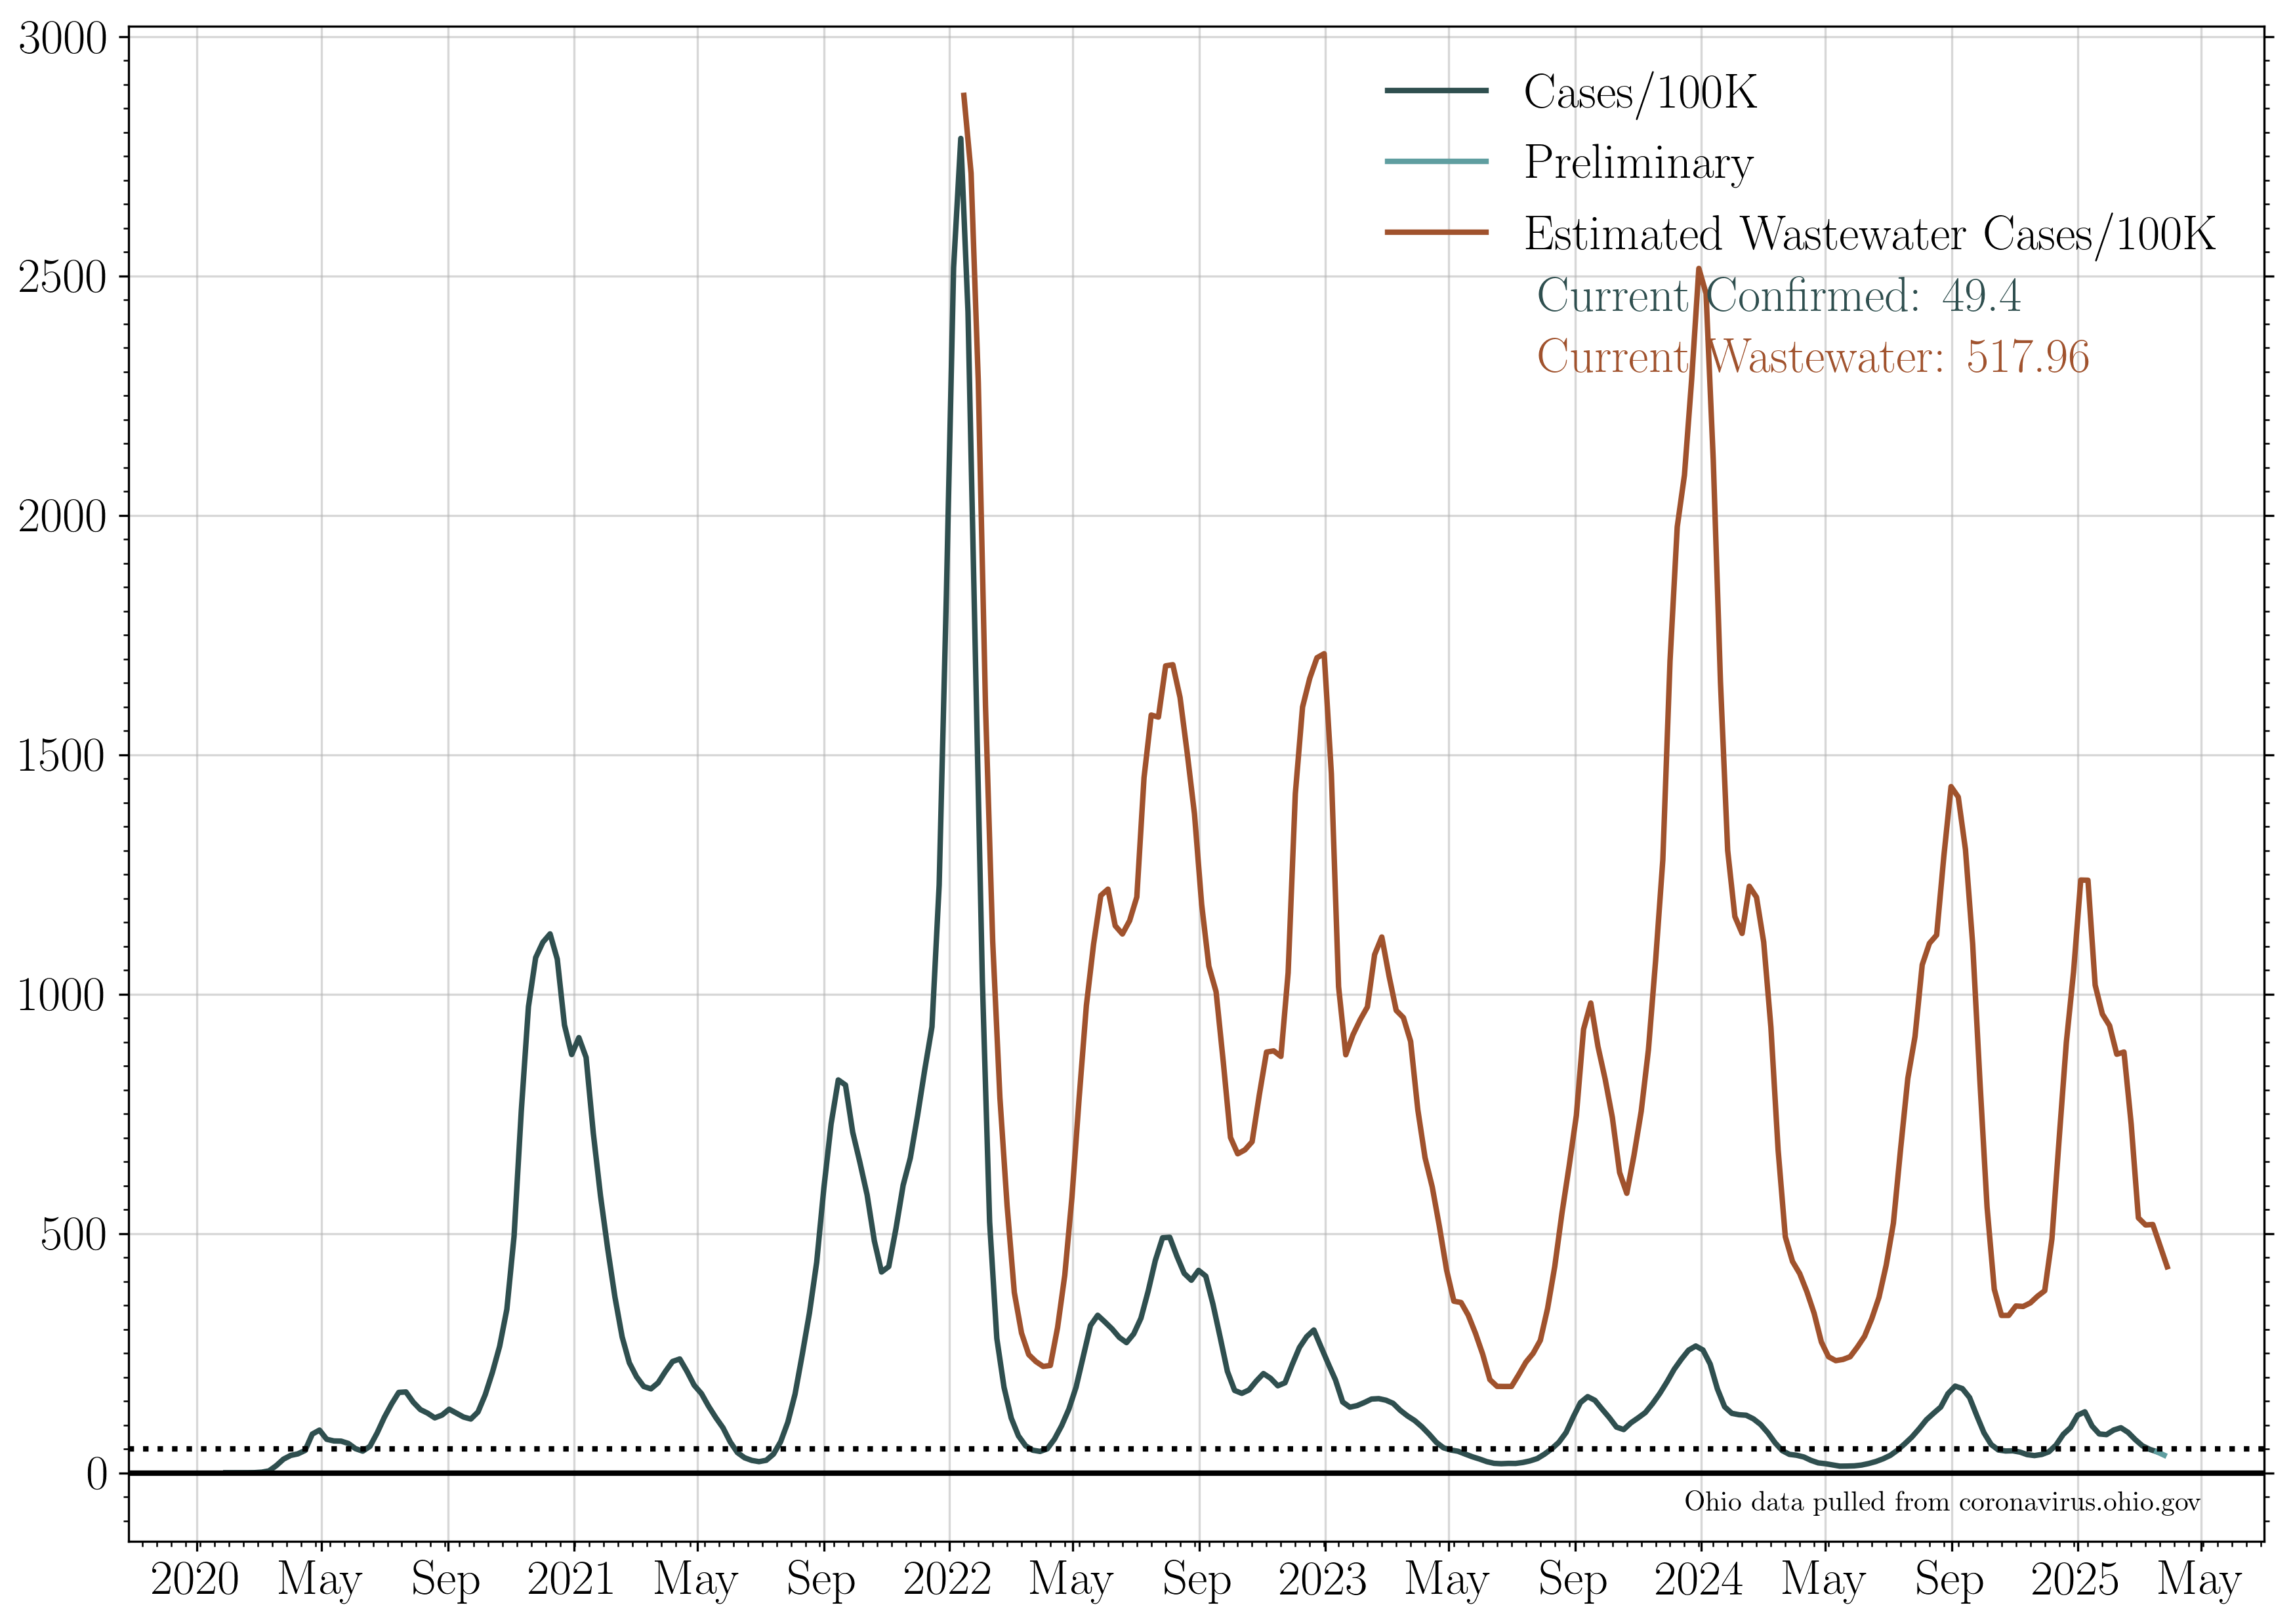 3000
2500
2000
1500
1000
500
0
Cases/100K
Preliminary
Estimated Wastewater Cases/100K
Current Confirmed: 49.4
Current Wastewater: 517.96
Ohio data pulled from coronavirus.ohio.gov
2020 May Sep 2021 May Sep 2022 May Sep 2023 May Sep 2024 May Sep 2025 May